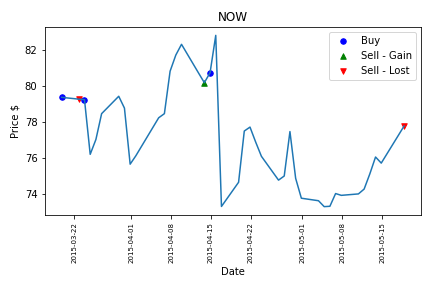 NOW
Buy
Sell - Gain
Sell - Lost
Price $
82
80
78
76
74
2015-03-22
2015-04-01
2015-04-08
2015-04-15
2015-04-22
2015-05-01
2015-05-08
2015-05-15
Date